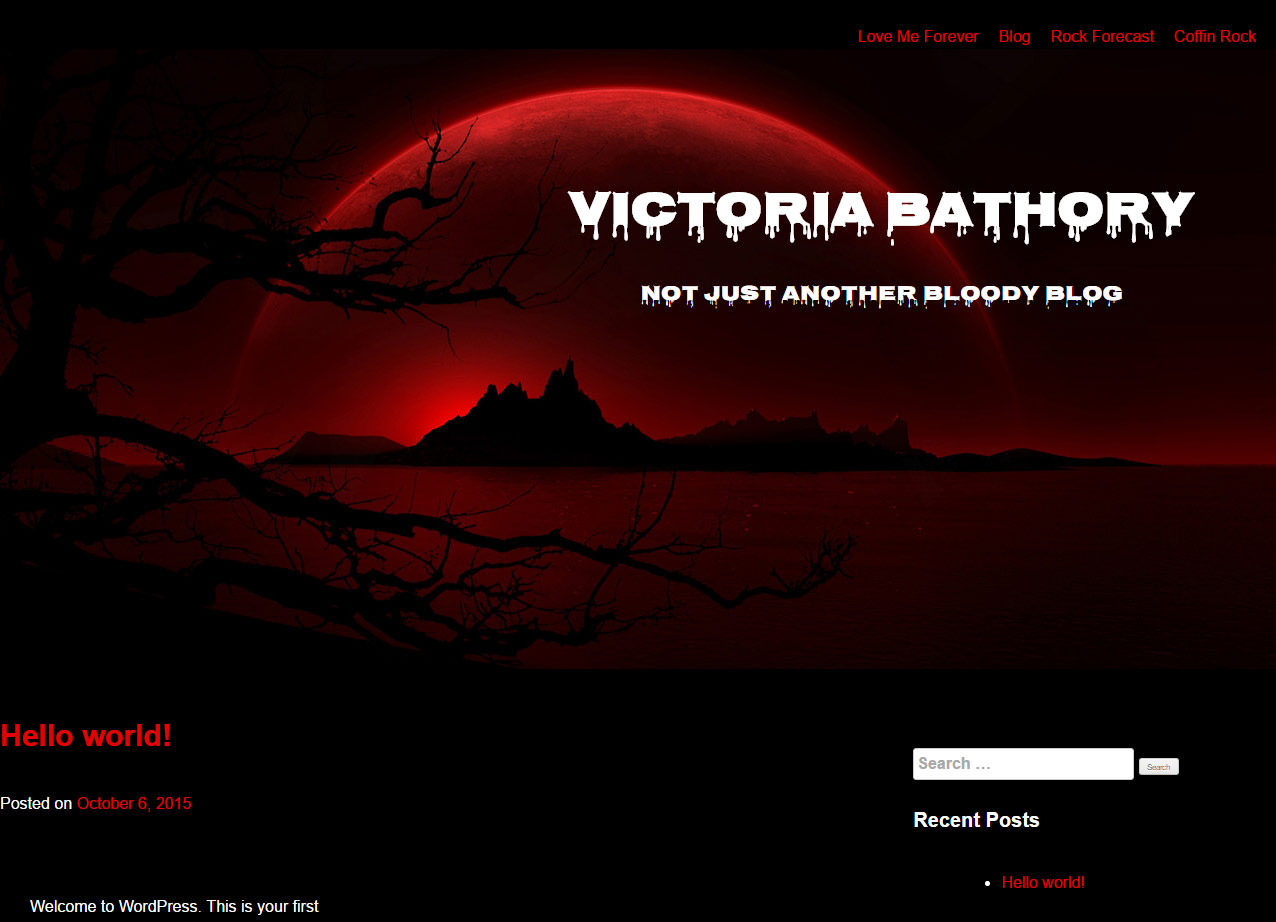 Love Me Forever Blog Rock Forecast Coffin Rock
VICTORIA BATHORY
NOT JUST ANOTHER BLOODY BLOG
Hello world!
Posted on October 6, 2015
Welcome to WordPress. This is your first
Search …
Search
Recent Posts
Hello world!